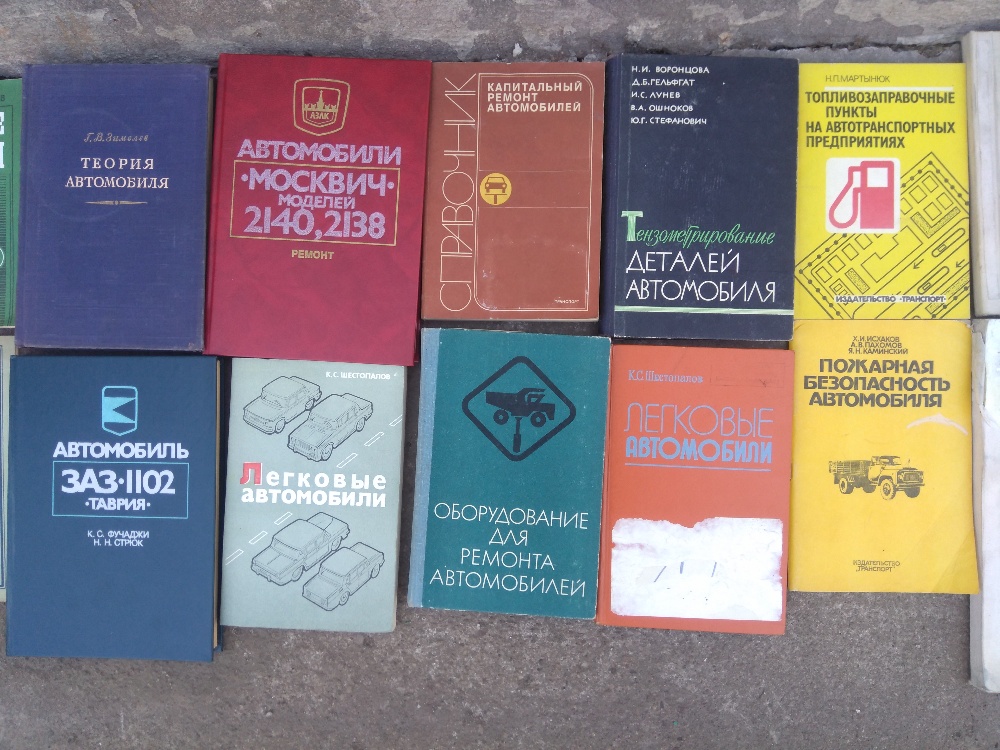 Г.В. Зимелев
ТЕОРИЯ
АВТОМОБИЛЯ
АЗЛК
АВТОМОБИЛИ
•МОСКВИЧ•
МОДЕЛЕЙ
2140, 2138
РЕМОНТ
СПРАВОЧНИК
КАПИТАЛЬНЫЙ
РЕМОНТ
АВТОМОБИЛЕЙ
"ТРАНСПОРТ"
Н.И. ВОРОНЦОВА
Д.Б. ГЕЛЬФГАТ
И.С. ЛУНЕВ
В.А. ОШНОКОВ
Ю.Г. СТЕФАНОВИЧ
Тензометрирование
ДЕТАЛЕЙ
АВТОМОБИЛЯ
Н.П. МАРТЫНЮК
ТОПЛИВОЗАПРАВОЧНЫЕ
ПУНКТЫ
НА АВТОТРАНСПОРТНЫХ
ПРЕДПРИЯТИЯХ
ИЗДАТЕЛЬСТВО •ТРАНСПОРТ•
АВТОМОБИЛЬ
ЗАЗ•1102
•ТАВРИЯ•
К. С. ФУЧАДЖИ
Н. Н. СТРЮК
К.С. ШЕСТОПАЛОВ
Легковые
автомобили
ОБОРУДОВАНИЕ
ДЛЯ
РЕМОНТА
АВТОМОБИЛЕЙ
К.С. Шестопалов
ЛЕГКОВЫЕ
АВТОМОБИЛИ
Х. И. ИСХАКОВ
А. В. ПАХОМОВ
Я. Н. КАМИНСКИЙ
ПОЖАРНАЯ
БЕЗОПАСНОСТЬ
АВТОМОБИЛЯ
ИЗДАТЕЛЬСТВО
"ТРАНСПОРТ"